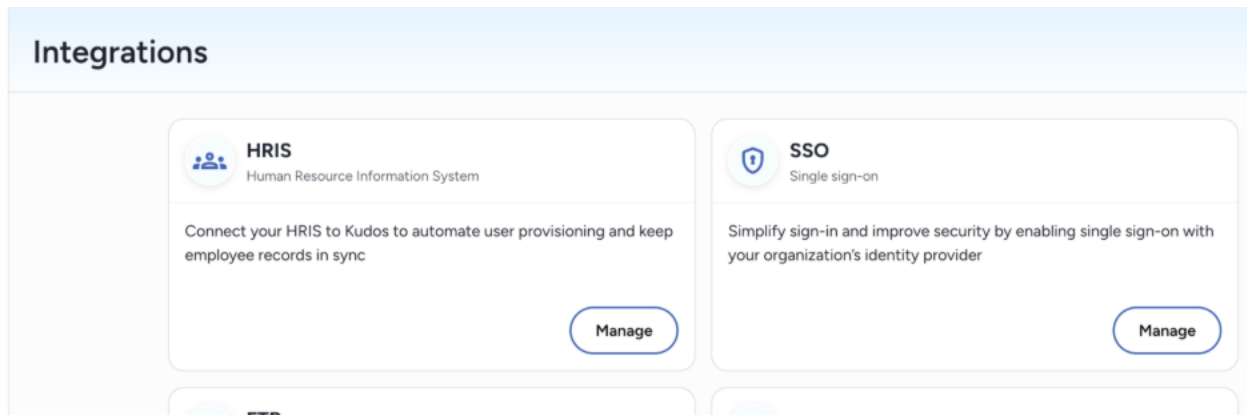 Integrations
HRIS
Human Resource Information System
Connect your HRIS to Kudos to automate user provisioning and keep
employee records in sync
Manage
SSO
Single sign-on
Simplify sign-in and improve security by enabling single sign-on with
your organization's identity provider
Manage